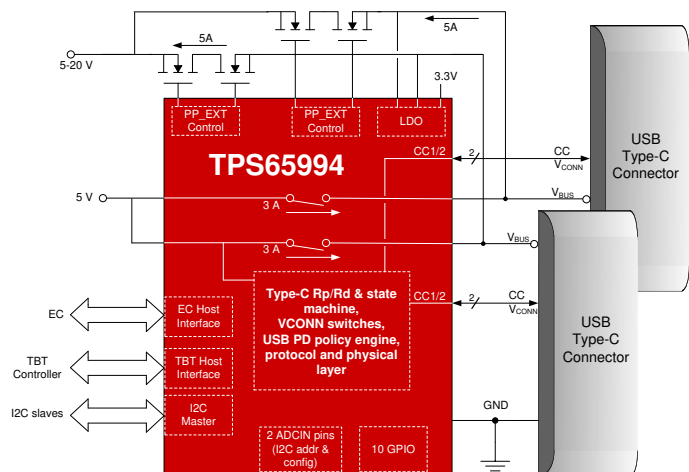 5A
5A
5-20 V
3.3V
PP_EXT
Control
PP_EXT
Control
LDO
TPS65994
CC1/2
2
CC
VCONN
USB
Type-C
Connector
5 V
3 A
VBUS
3 A
VBUS
Type-C Rp/Rd & state
machine,
VCONN switches,
USB PD policy engine,
protocol and physical
layer
CC1/2
2
CC
VCONN
USB
Type-C
Connector
EC
EC Host
Interface
TBT
Controller
TBT Host
Interface
I2C slaves
I2C
Master
GND
2 ADCIN pins
(I2C addr &
config)
10 GPIO